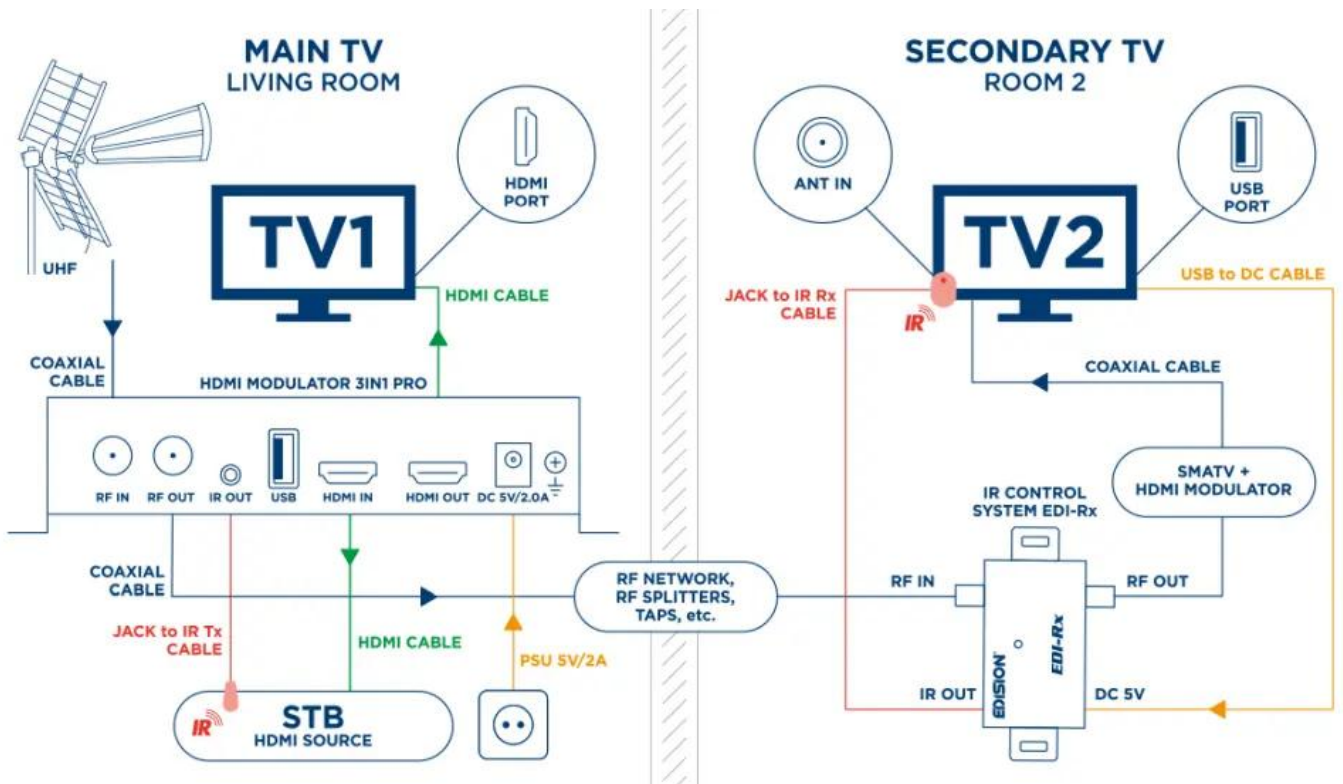 MAIN TV
LIVING ROOM
HDMI
PORT
TV1
UHF
HDMI CABLE
COAXIAL
CABLE
HDMI MODULATOR 3IN1 PRO
RF IN
RF OUT
IR OUT
USB
HDMI IN
HDMI OUT
DC 5V/2.0A
COAXIAL
CABLE
JACK to IR Tx
CABLE
HDMI CABLE
PSU 5V/2A
IR
STB
HDMI SOURCE
RF NETWORK,
RF SPLITTERS,
TAPS, etc.
SECONDARY TV
ROOM 2
ANT IN
USB
PORT
TV2
JACK to IR Rx
CABLE
IR
USB to DC CABLE
COAXIAL CABLE
SMATV +
HDMI MODULATOR
IR CONTROL
SYSTEM EDI-Rx
RF IN
RF OUT
EDISION
EDI-Rx
IR OUT
DC 5V